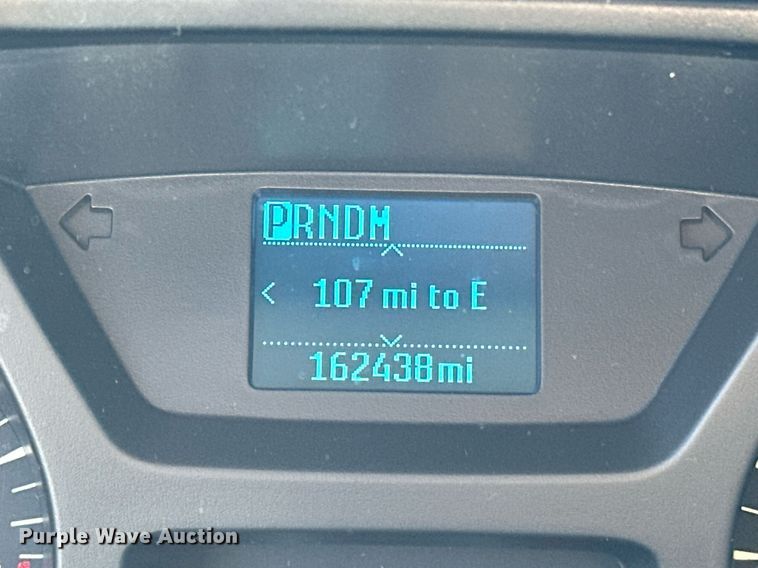 PRNDM
107 mi to E
162438mi
Purple Wave Auction